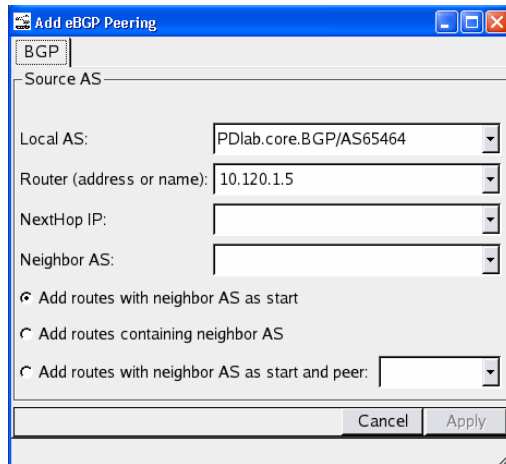 Add eBGP Peering
BGP
Source AS
Local AS: PDlab.core.BGP/AS65464
Router (address or name): 10.120.1.5
NextHop IP:
Neighbor AS:
Add routes with neighbor AS as start
Add routes containing neighbor AS
Add routes with neighbor AS as start and peer:
Cancel Apply